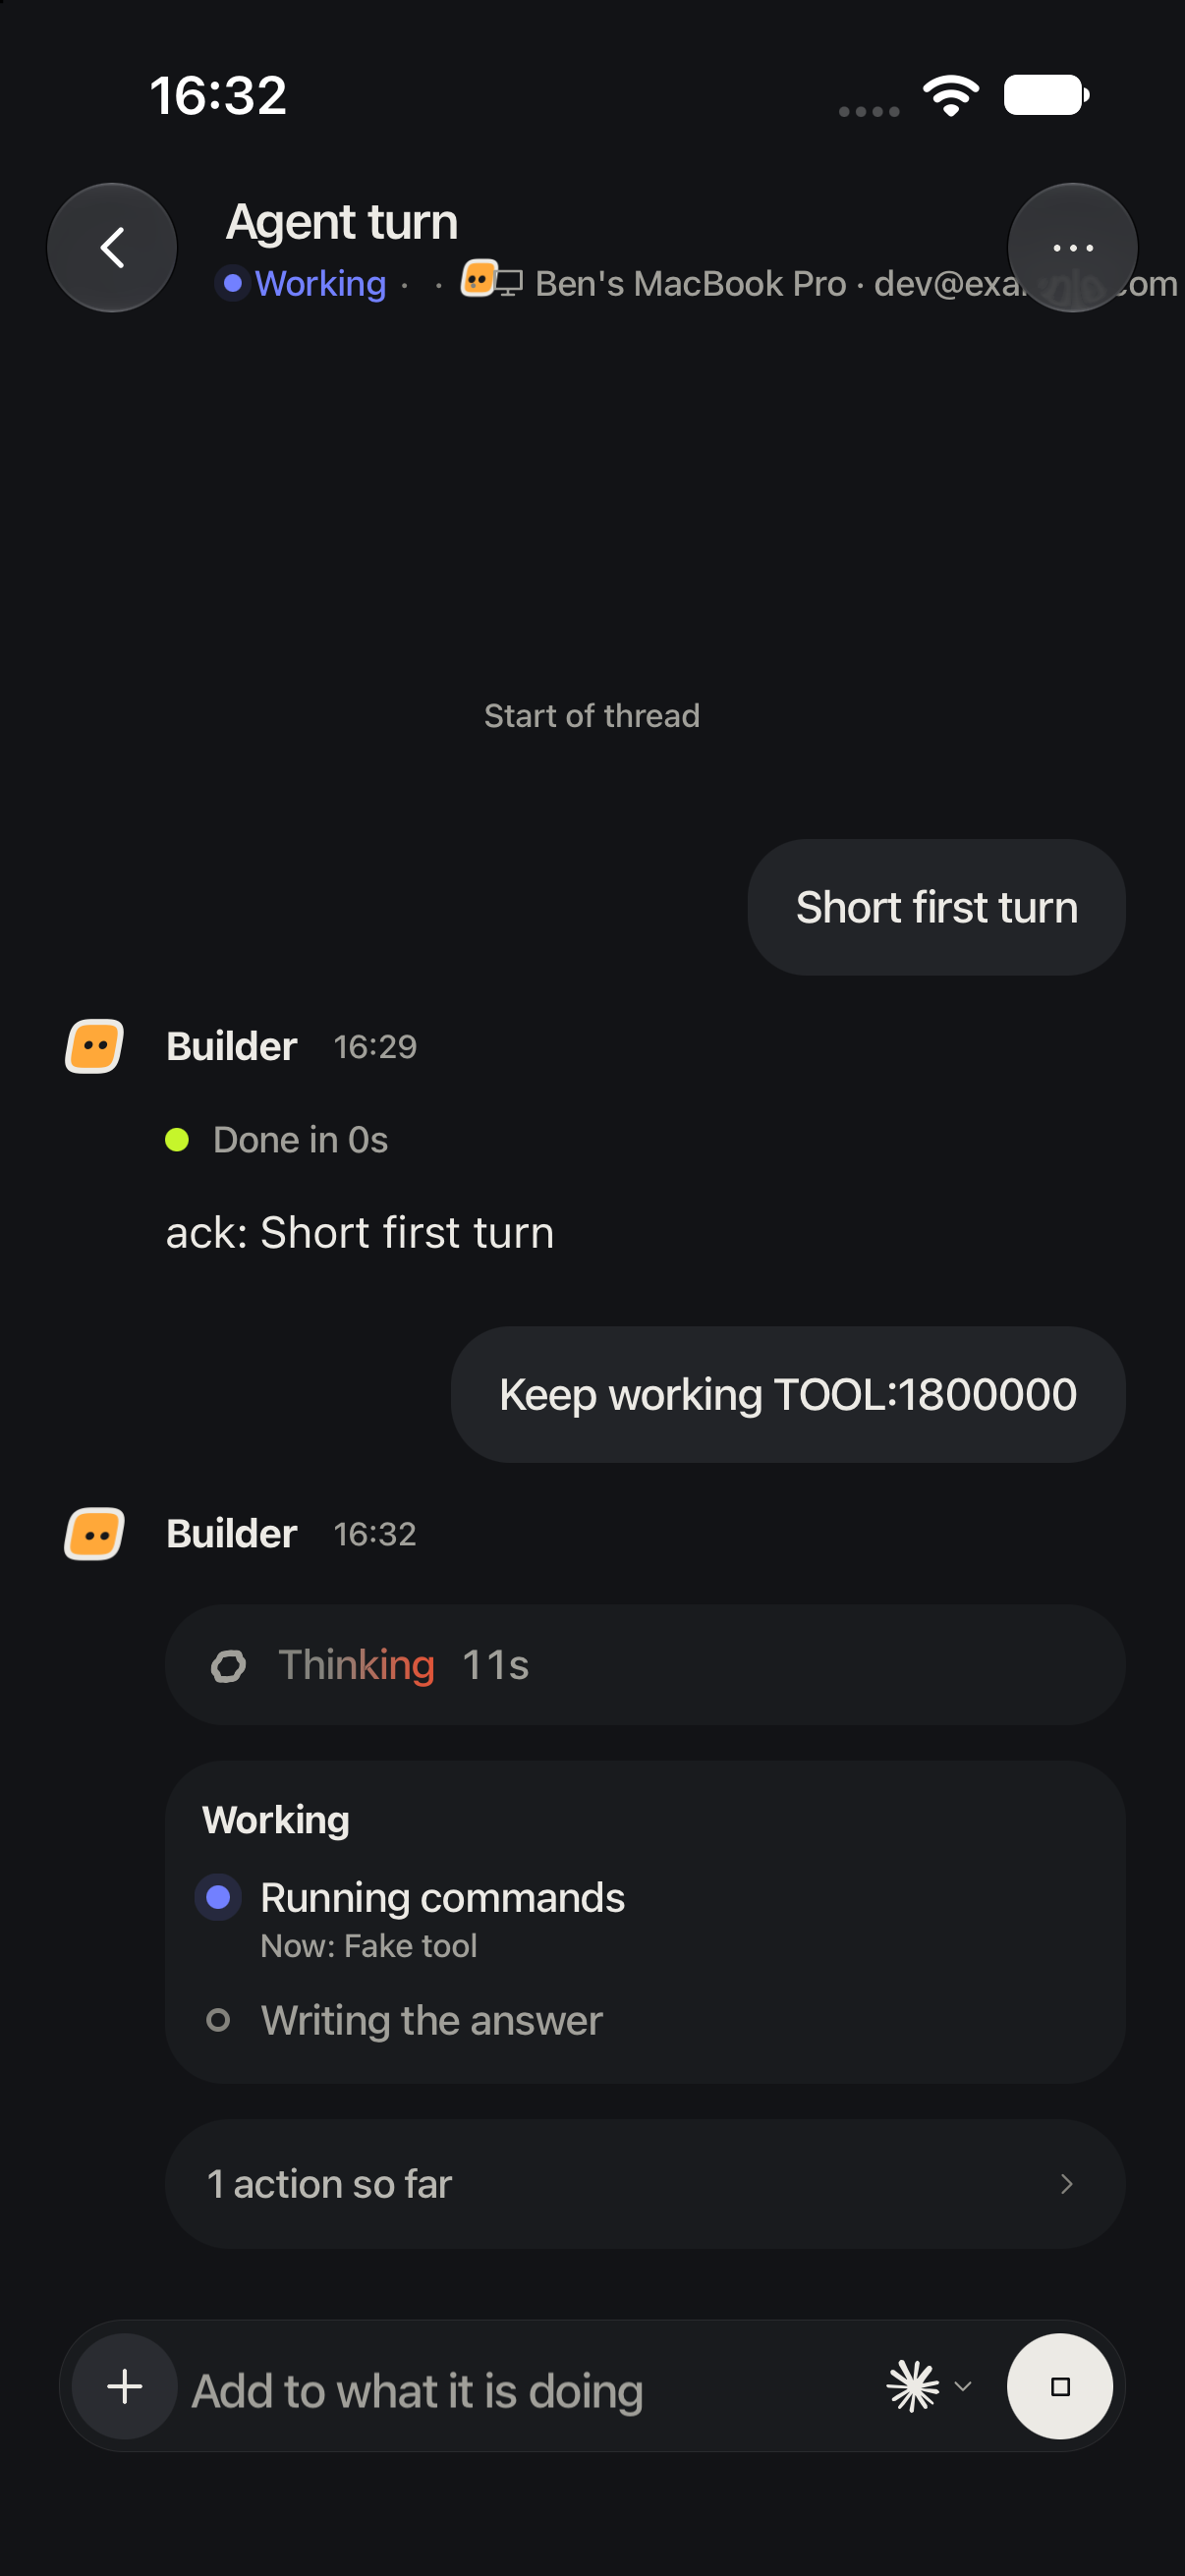 16:32
Agent turn
Working · · Ben's MacBook Pro · dev@exa com
Start of thread
Short first turn
Builder 16:29
Done in 0s
ack: Short first turn
Keep working TOOL:1800000
Builder 16:32
Thinking 11s
Working
Running commands
Now: Fake tool
Writing the answer
1 action so far
Add to what it is doing